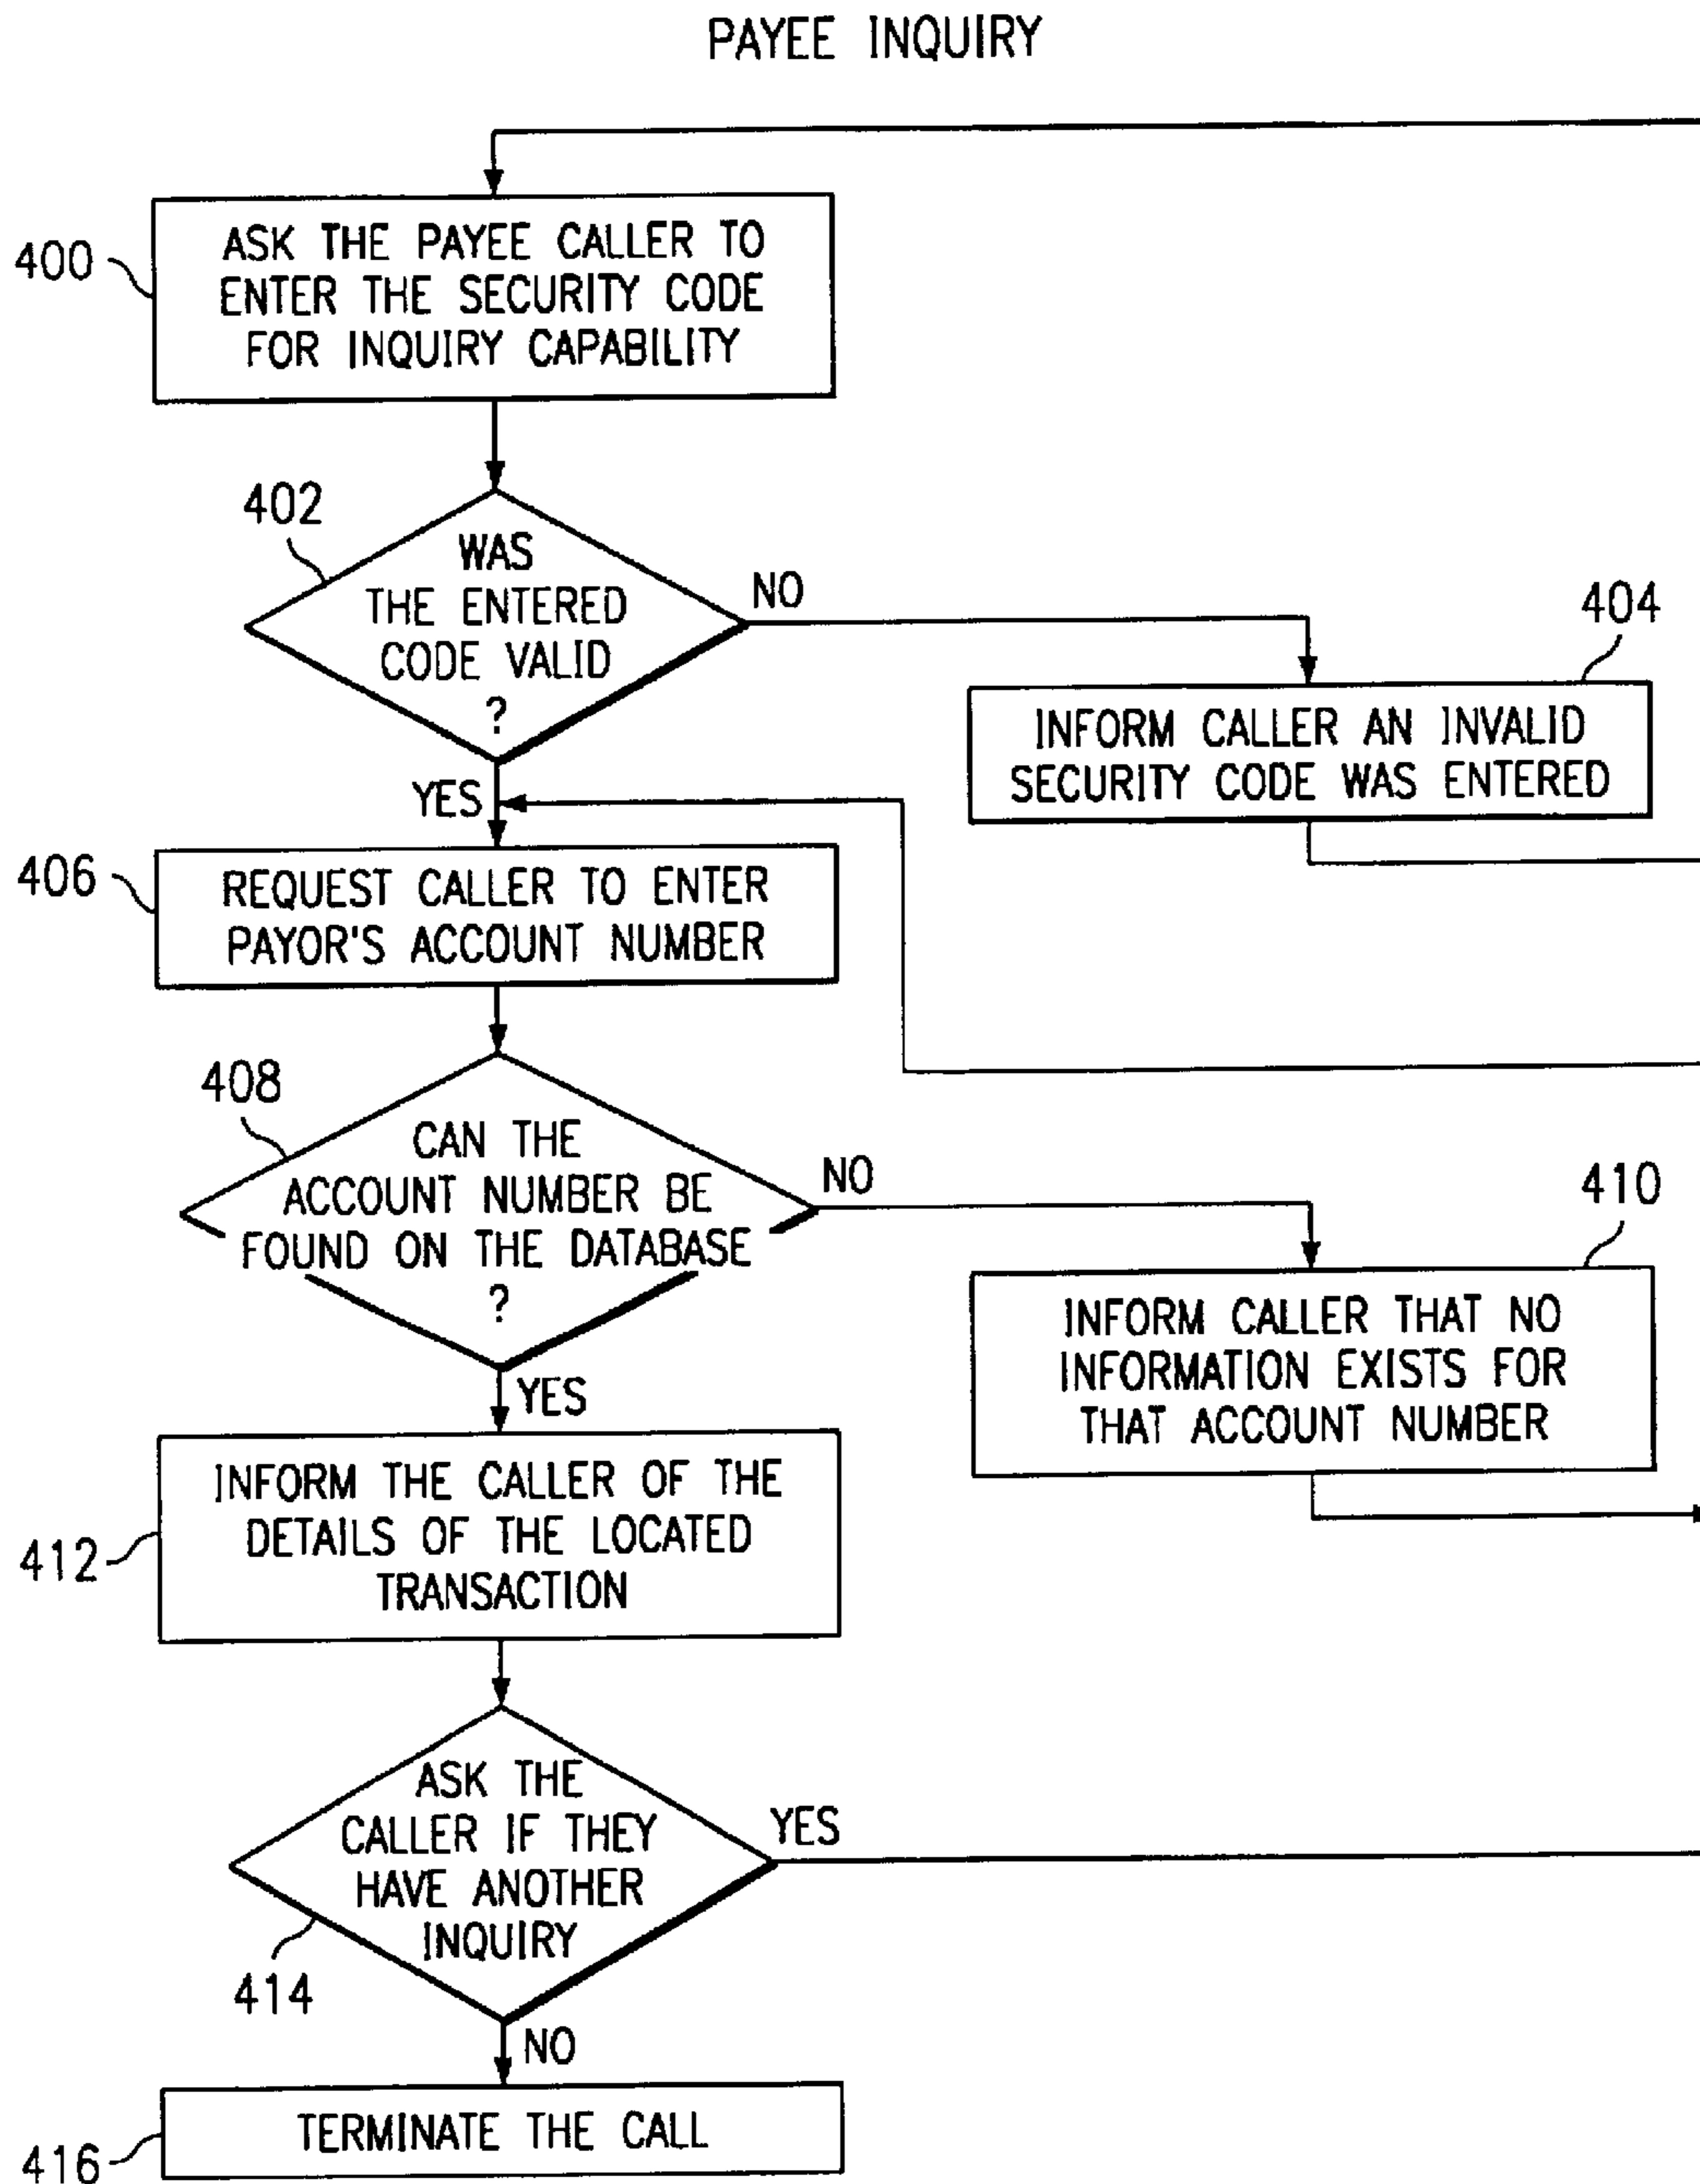 PAYEE INQUIRY
400
ASK THE PAYEE CALLER TO
ENTER THE SECURITY CODE
FOR INQUIRY CAPABILITY
402
WAS
THE ENTERED
CODE VALID
?
NO
YES
404
INFORM CALLER AN INVALID
SECURITY CODE WAS ENTERED
406
REQUEST CALLER TO ENTER
PAYOR'S ACCOUNT NUMBER
408
CAN THE
ACCOUNT NUMBER BE
FOUND ON THE DATABASE
?
NO
YES
410
INFORM CALLER THAT NO
INFORMATION EXISTS FOR
THAT ACCOUNT NUMBER
412
INFORM THE CALLER OF THE
DETAILS OF THE LOCATED
TRANSACTION
ASK THE
CALLER IF THEY
HAVE ANOTHER
INQUIRY
YES
414
NO
TERMINATE THE CALL
416